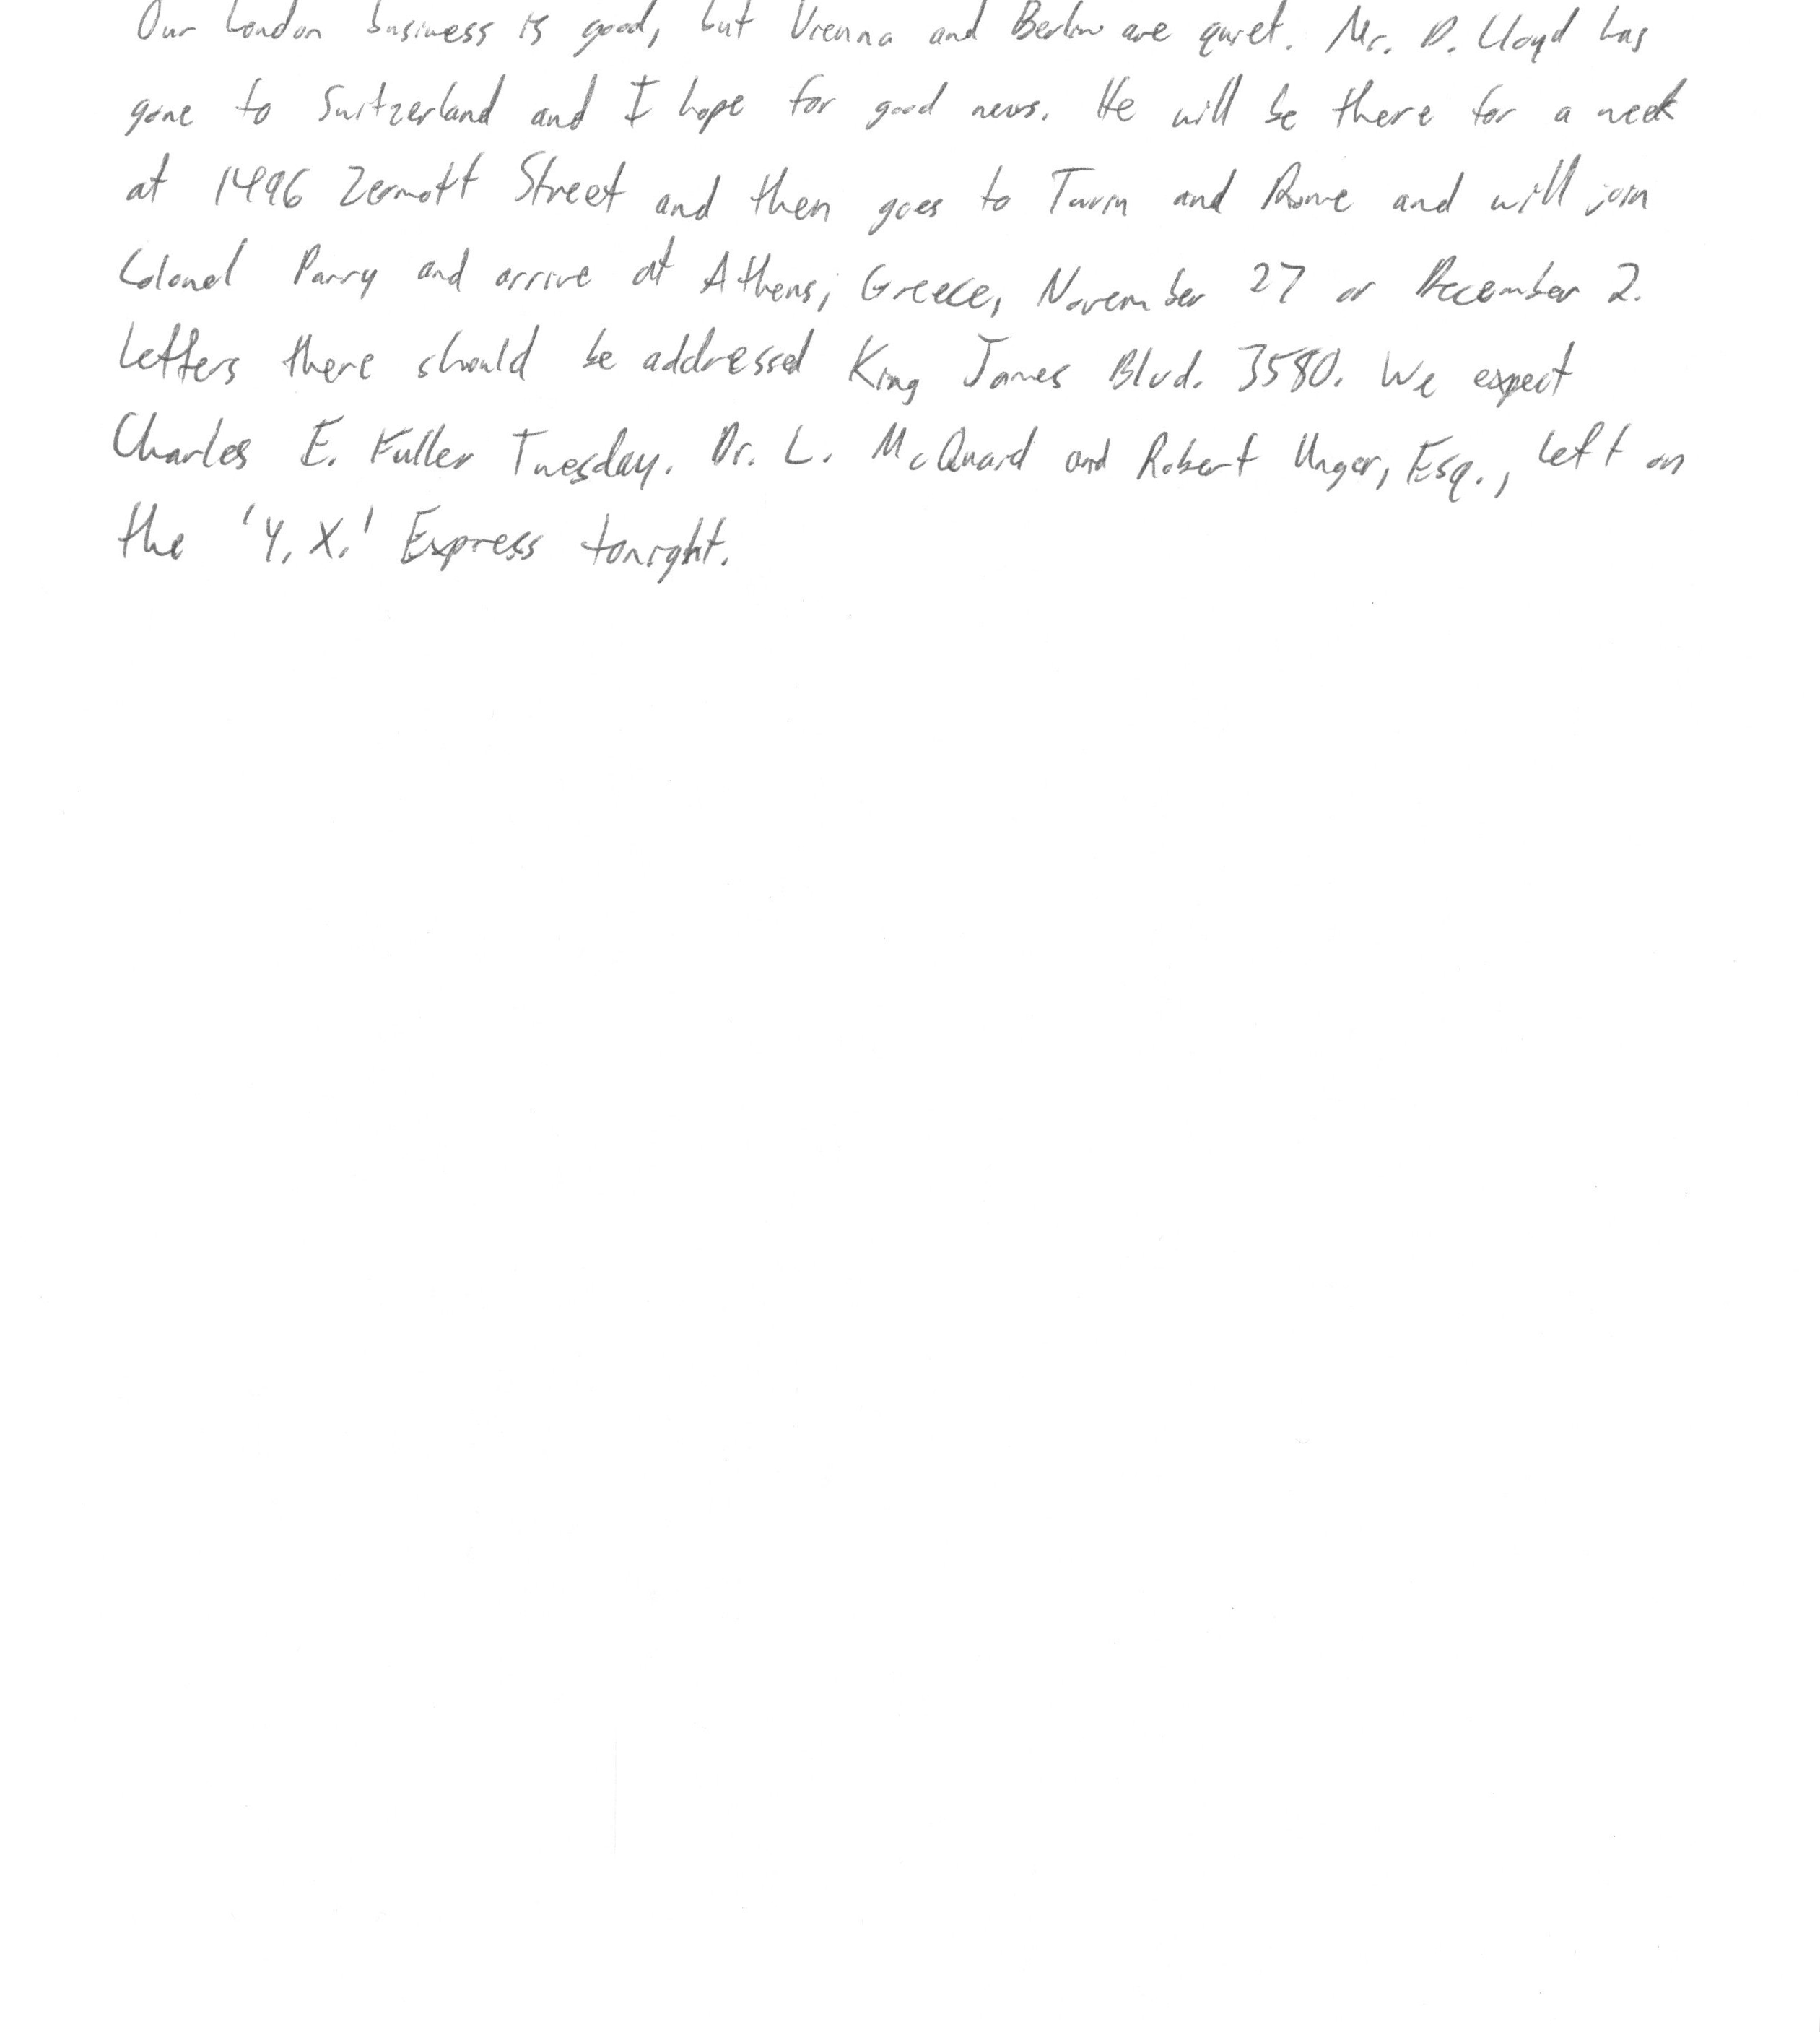 Our London business is good, but Vienna and Berlin are quiet. Mr. D. Lloyd has
gone to Switzerland and I hope for good news. He will be there for a week
at 1496 Zermott Street and then goes to Turin and Rome and will join
Colonel Parry and arrive at Athens, Greece, November 27 or December 2.
Letters there should be addressed King James Blvd. 3580. We expect
Charles E. Fuller Tuesday. Dr. L. McQuaid and Robert Unger, Esq., left on
the 'Y. X.' Express tonight.